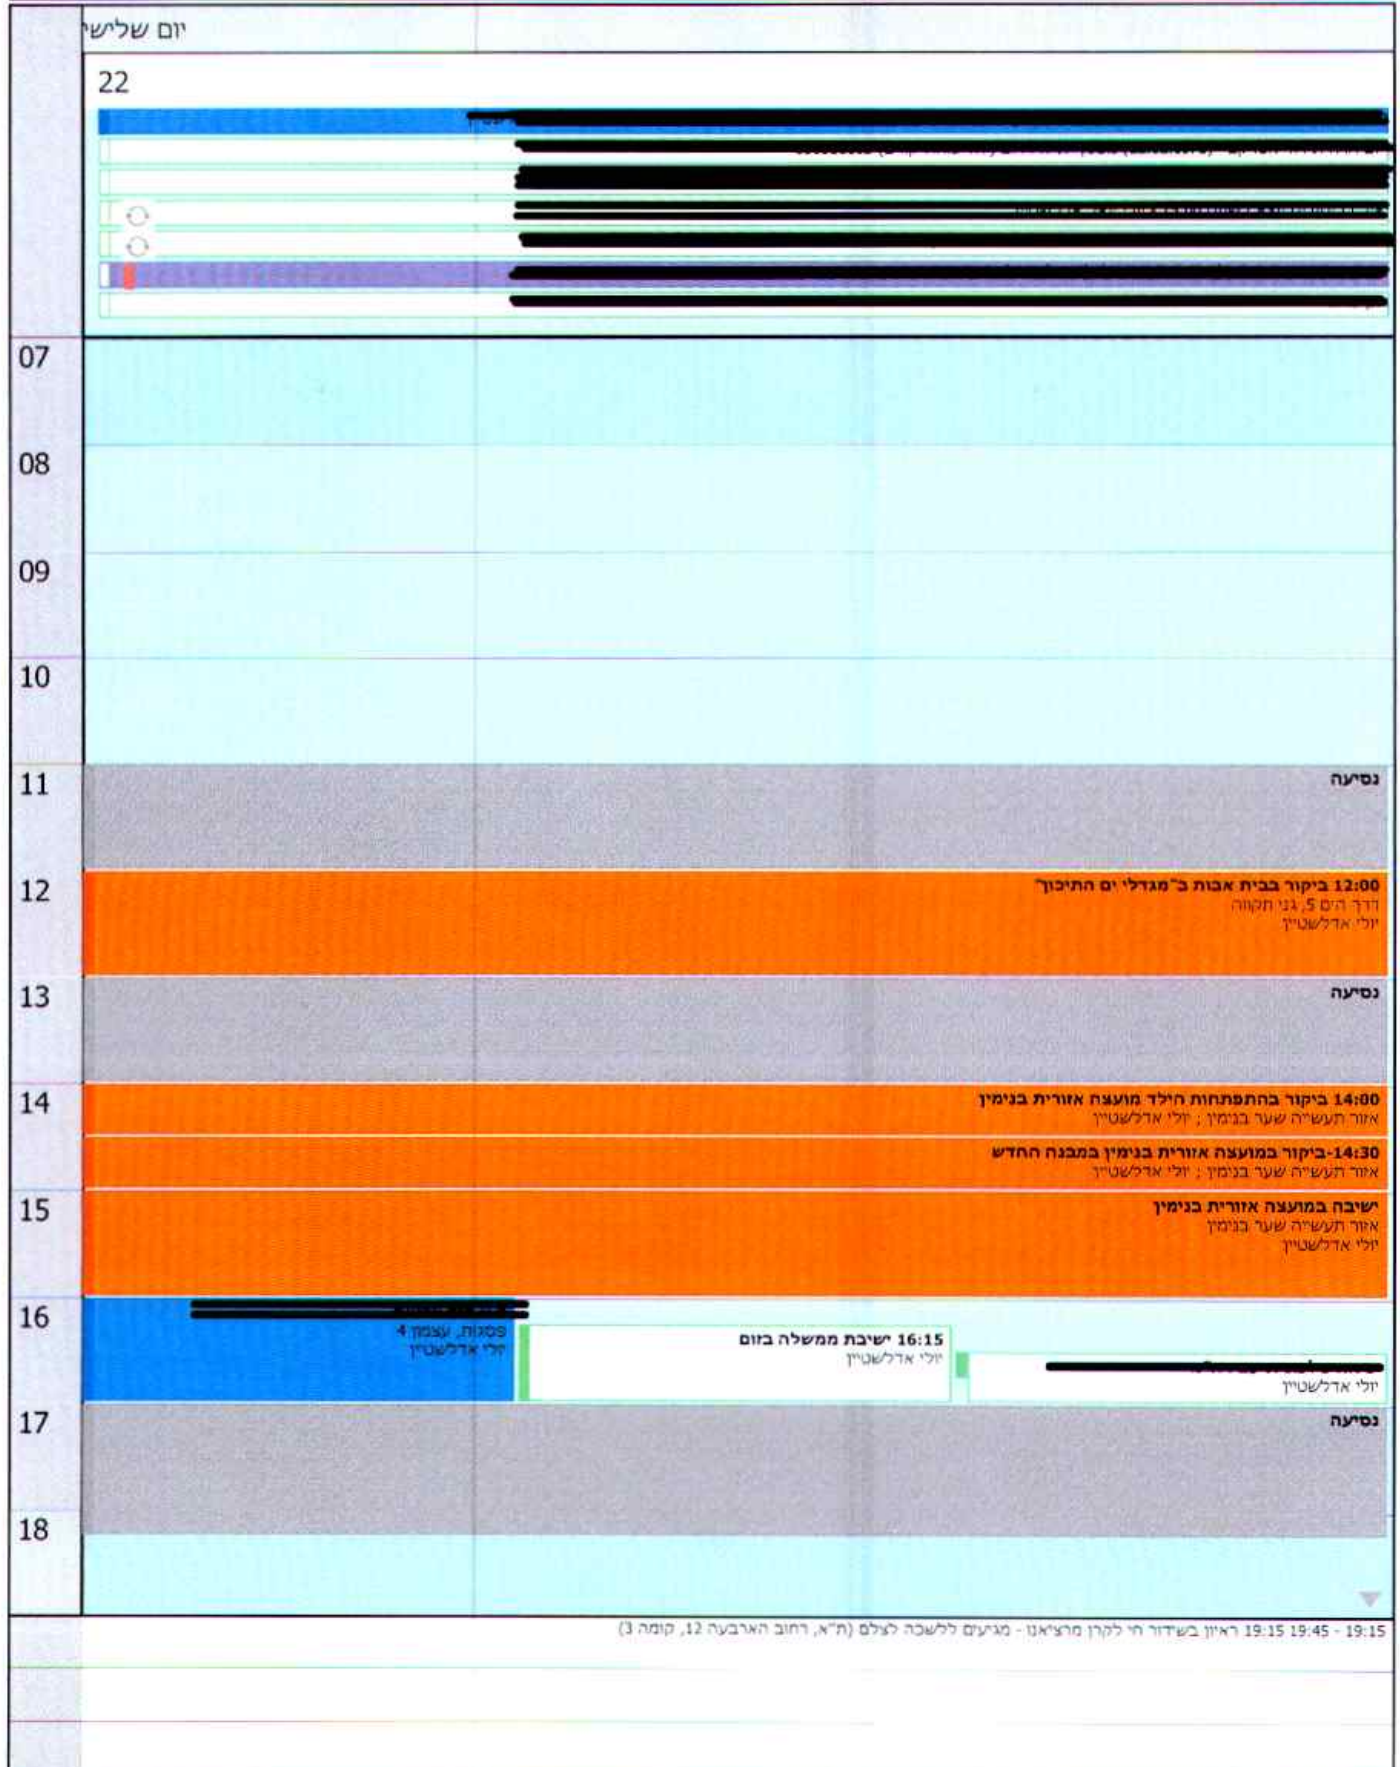 יום שלישי
22
07
08
09
10
11
נסיעה
12
12:00 ביקור בבית אבות ב"מגדלי ים התיכון"
דרך הים 5, גני תקווה
יולי אדלשטיין
13
נסיעה
14
14:00 ביקור בהתפתחות הילד מועצה אזורית בנימין
אזור תעשייה שער בנימין ; יולי אדלשטיין
14:30-ביקור במועצה אזורית בנימין במבנה החדש
אזור תעשייה שער בנימין ; יולי אדלשטיין
15
ישיבה במועצה אזורית בנימין
אזור תעשייה שער בנימין
יולי אדלשטיין
16
16:15 ישיבת ממשלה בזום
יולי אדלשטיין
יולי אדלשטיין
פסגות, עצמון 4
יולי אדלשטיין
17
נסיעה
18
19:15 - 19:45 19:15 ראיון בשידור חי לקרן מרציאנו - מגיעים ללשכה לצלם (ת"א, רחוב הארבעה 12, קומה 3)